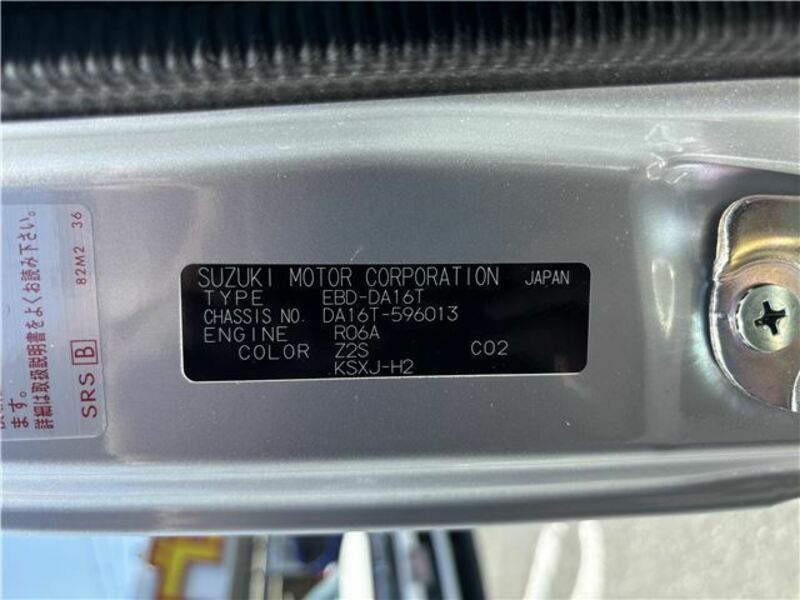 SUZUKI MOTOR CORPORATION JAPAN
TYPE EBD-DA16T
CHASSIS NO. DA16T-596013
ENGINE R06A
COLOR Z2S C02
KSXJ-H2
ます。
詳細は取扱説明書をよくお読み下さい。
SRS B 82M2 36